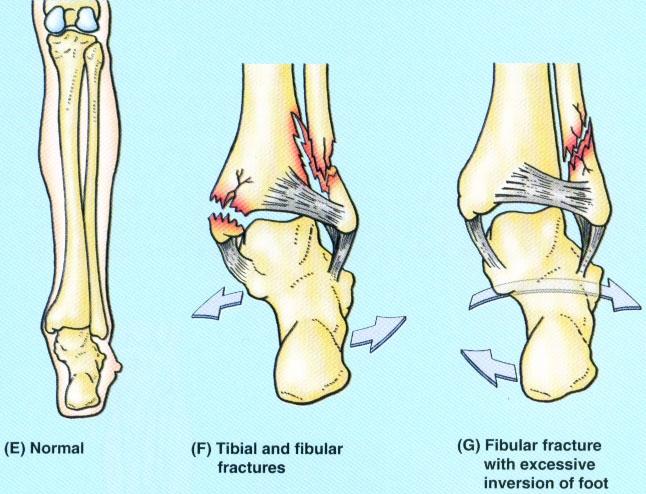 (E) Normal
(F) Tibial and fibular
fractures
(G) Fibular fracture
with excessive
inversion of foot